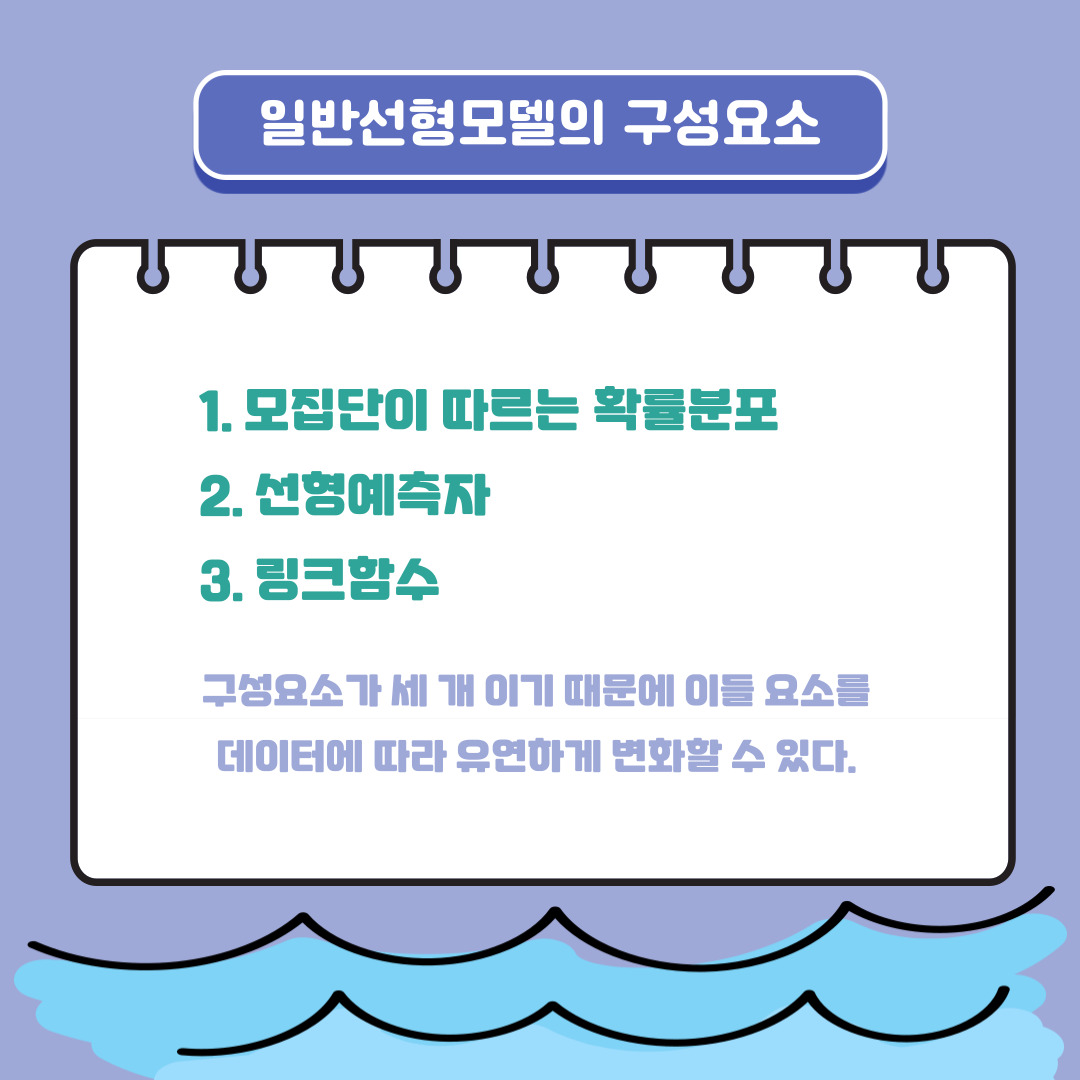 일반선형모델의 구성요소
1. 모집단이 따르는 확률분포
2. 선형예측자
3. 링크함수
구성요소가 세 개 이기 때문에 이들 요소를
데이터에 따라 유연하게 변화할 수 있다.